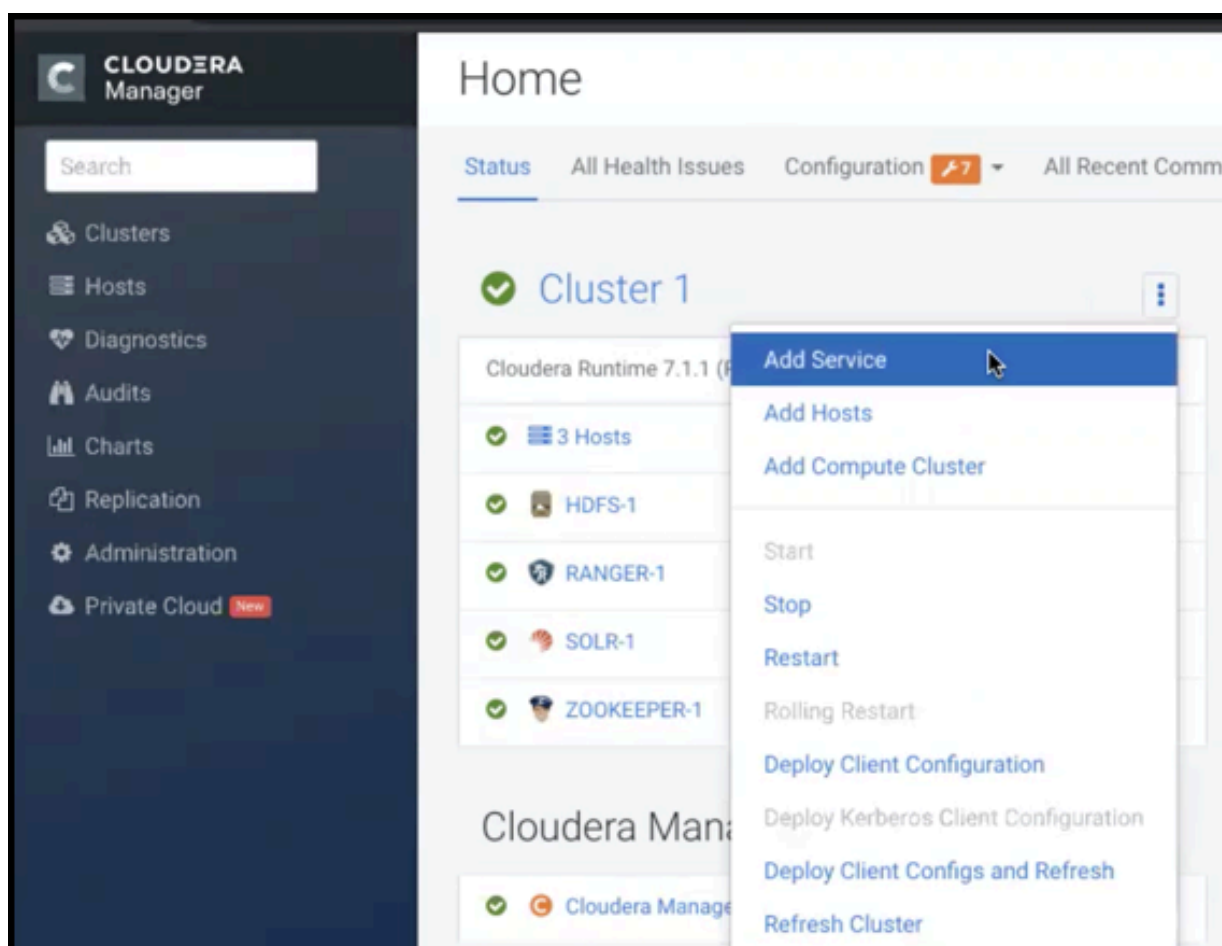 CLOUDERA
Manager
Search
Clusters
Hosts
Diagnostics
Audits
Charts
Replication
Administration
Private Cloud New
Home
Status All Health Issues Configuration 7 All Recent Comm
Cluster 1
Cloudera Runtime 7.1.1 (
3 Hosts
HDFS-1
RANGER-1
SOLR-1
ZOOKEEPER-1
Cloudera Mana
Cloudera Manage
Add Service
Add Hosts
Add Compute Cluster
Start
Stop
Restart
Rolling Restart
Deploy Client Configuration
Deploy Kerberos Client Configuration
Deploy Client Configs and Refresh
Refresh Cluster